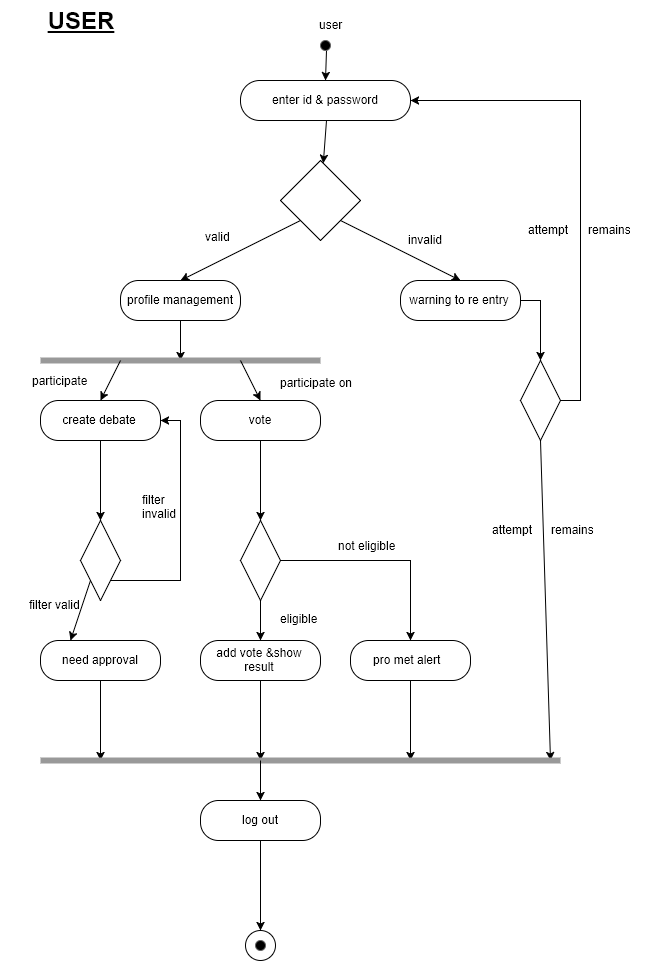 USER
user
enter id & password
valid
invalid
attempt
remains
profile management
warning to re entry
participate
participate on
create debate
vote
filter
invalid
attempt
remains
not eligible
filter valid
eligible
need approval
add vote &show
result
pro met alert
log out